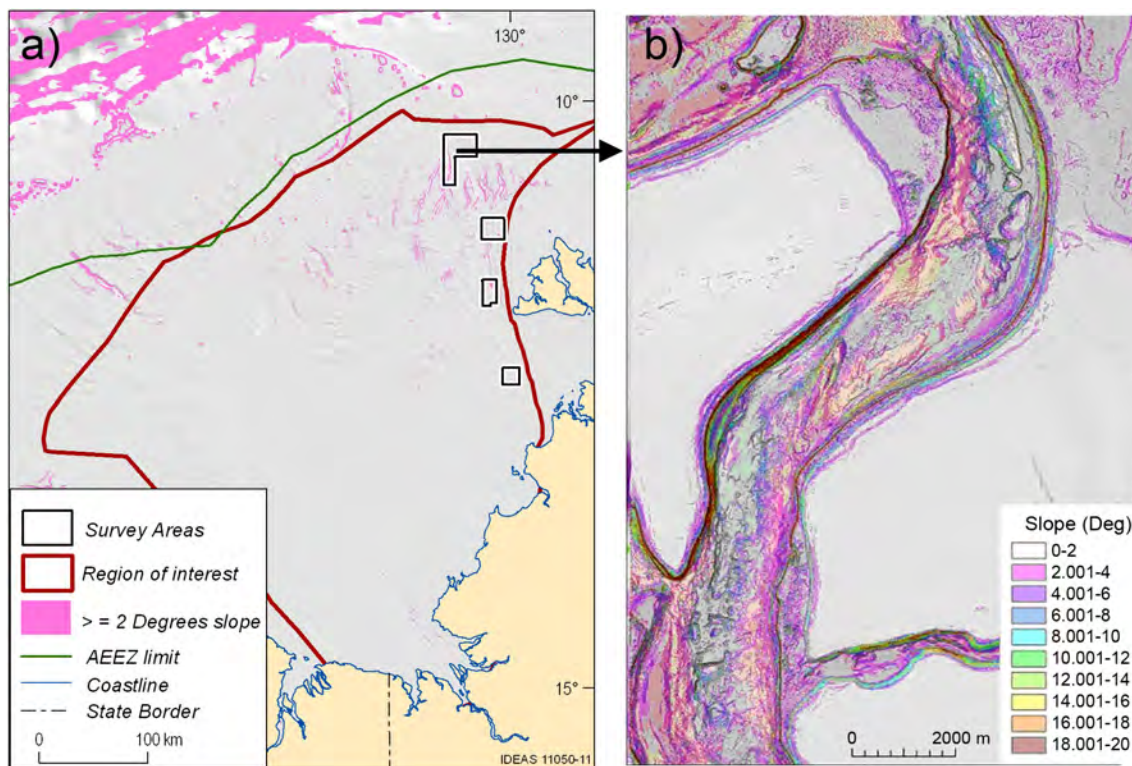 a)
130°
10°
15°
Survey Areas
Region of interest
> = 2 Degrees slope
AEEZ limit
Coastline
State Border
0 100 km
IDEAS 11050-11
b)
Slope (Deg)
0-2
2.001-4
4.001-6
6.001-8
8.001-10
10.001-12
12.001-14
14.001-16
16.001-18
18.001-20
0 2000 m